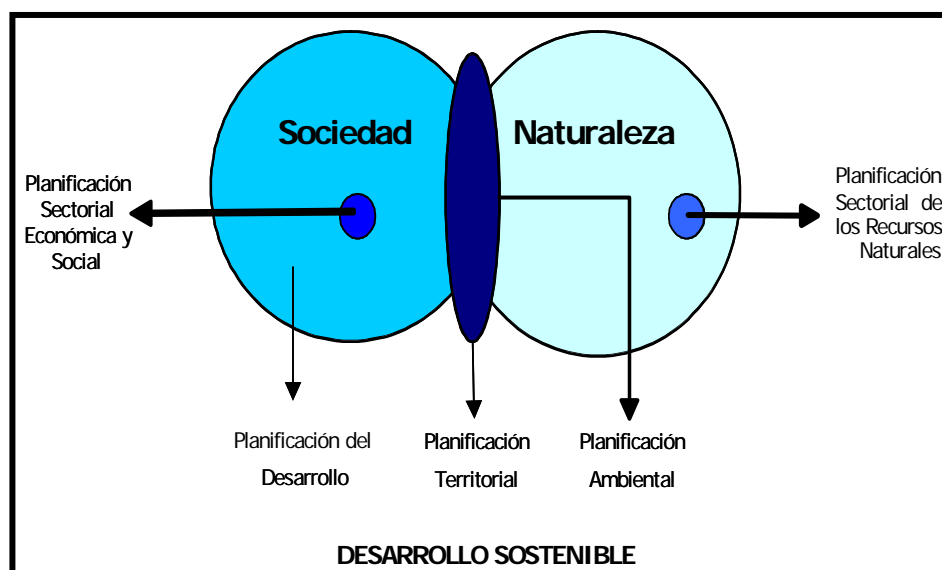 Sociedad
Naturaleza
Planificación
Sectorial
Económica y
Social
Planificación
Sectorial de
los Recursos
Naturales
Planificación del
Desarrollo
Planificación
Territorial
Planificación
Ambiental
DESARROLLO SOSTENIBLE